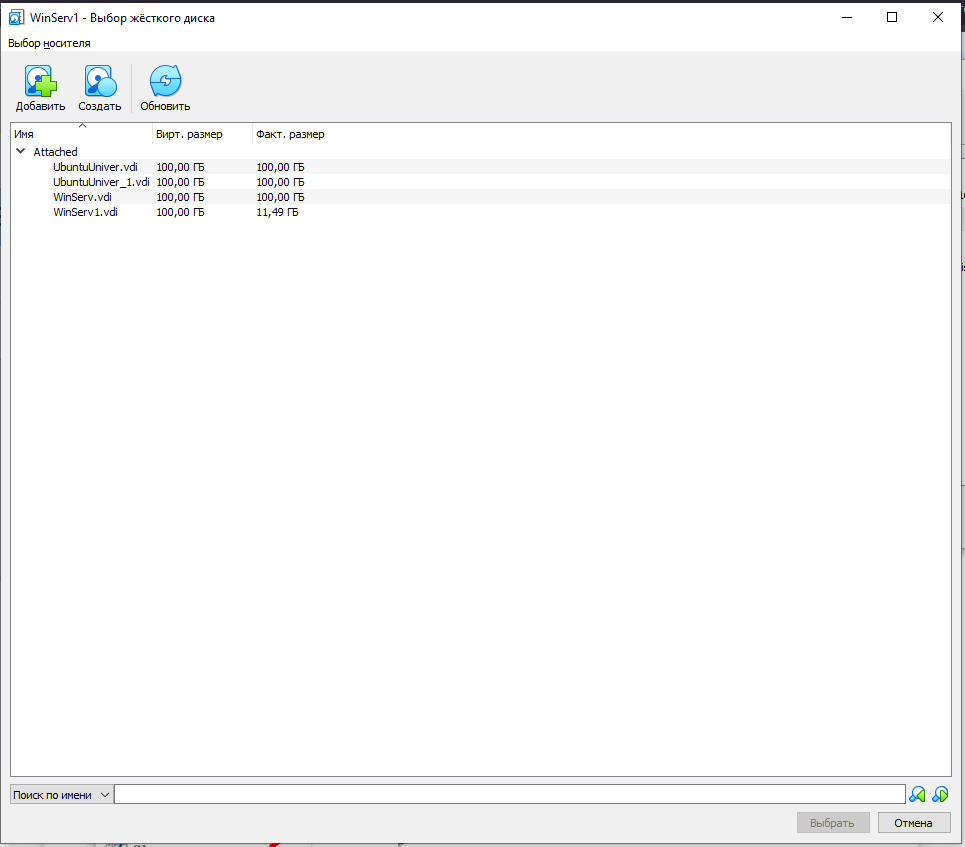 WinServ1 - Выбор жёсткого диска
Выбор носителя
Добавить Создать Обновить
Имя Вирт. размер Факт. размер
Attached
UbuntuUniver.vdi 100,00 ГБ 100,00 ГБ
UbuntuUniver_1.vdi 100,00 ГБ 100,00 ГБ
WinServ.vdi 100,00 ГБ 100,00 ГБ
WinServ1.vdi 100,00 ГБ 11,49 ГБ
Поиск по имени
Выбрать Отмена